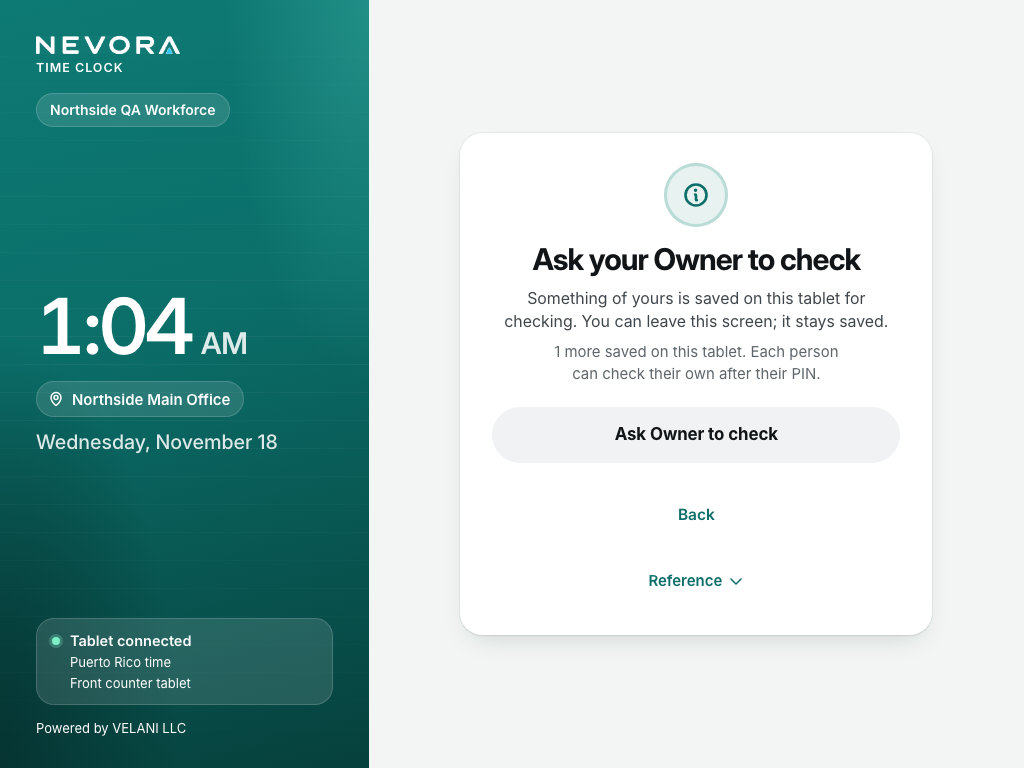 NEVORA
TIME CLOCK
Northside QA Workforce
1:04 AM
Northside Main Office
Wednesday, November 18
Tablet connected
Puerto Rico time
Front counter tablet
Powered by VELANI LLC
Ask your Owner to check
Something of yours is saved on this tablet for
checking. You can leave this screen; it stays saved.
1 more saved on this tablet. Each person
can check their own after their PIN.
Ask Owner to check
Back
Reference